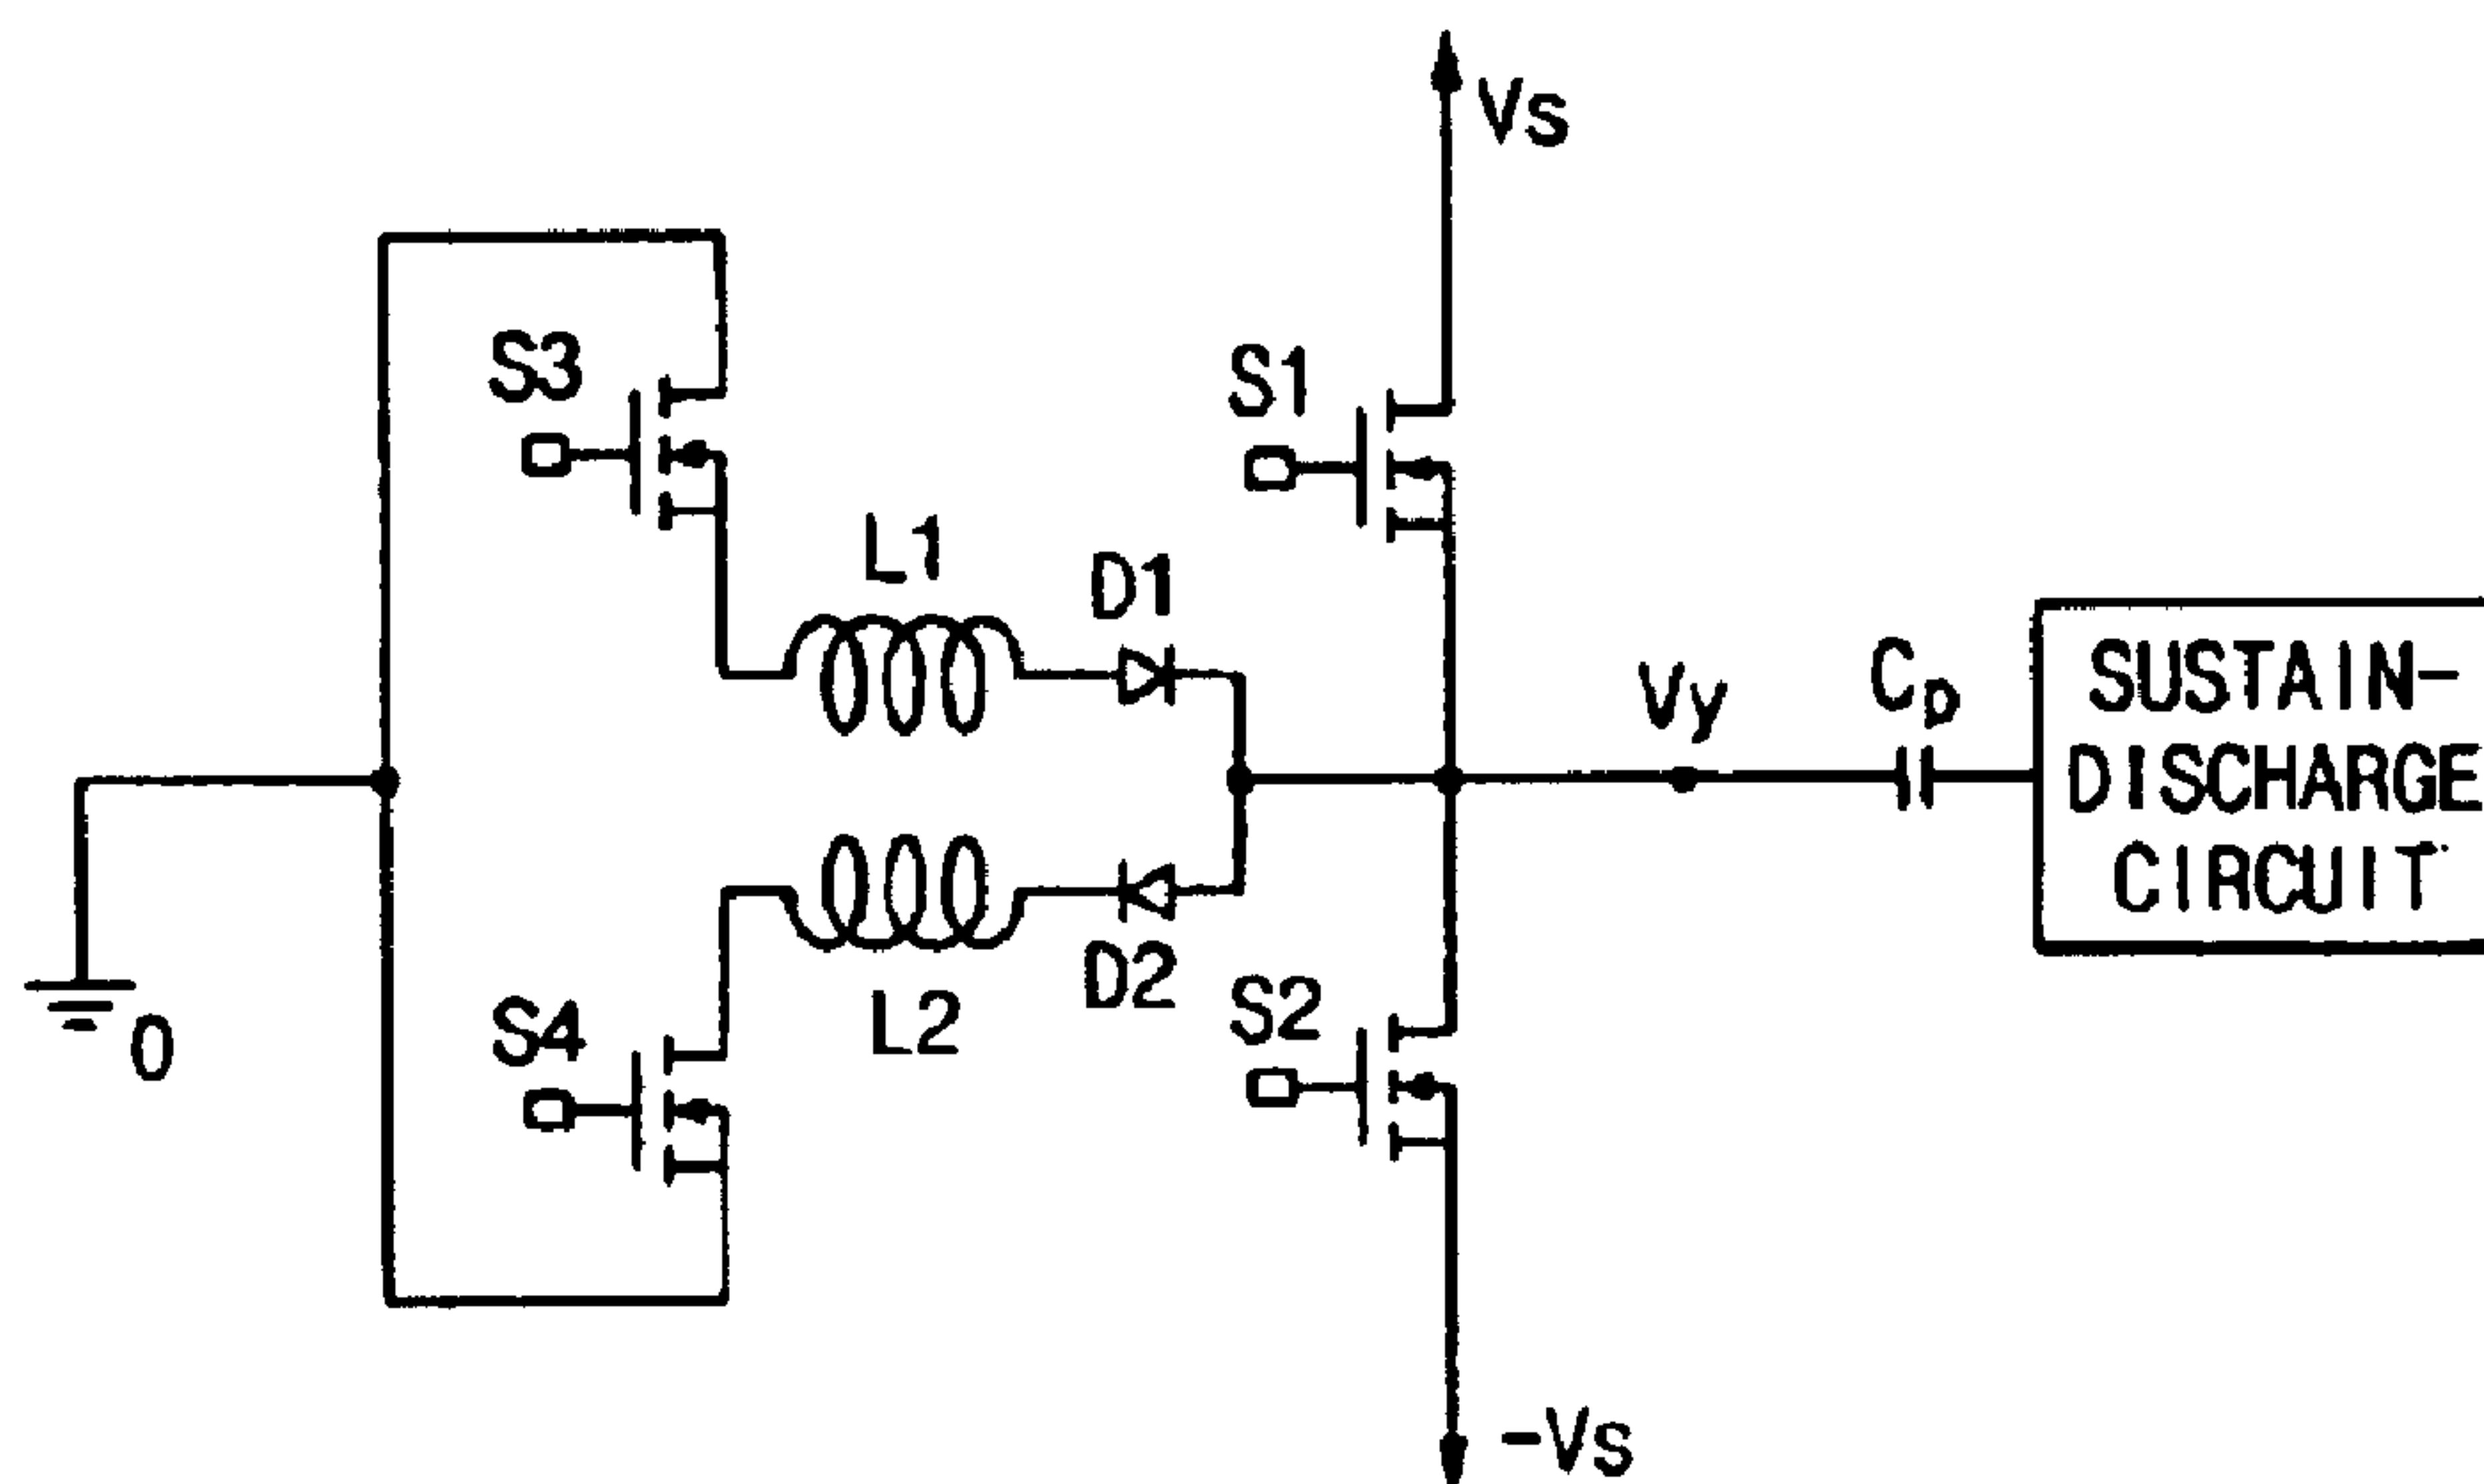 Vs
S3
S1
L1
D1
Vy
Cp
SUSTAIN-
DISCHARGE
CIRCUIT
D2
L2
S4
S2
0
-Vs